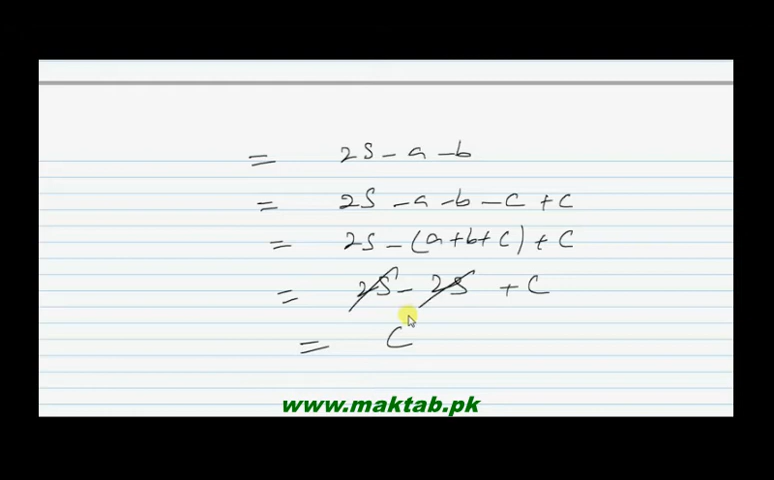 = 2S - a - b
= 2S - a - b - c + c
= 2S - (a+b+c) + c
= 2S - 2S + c
= c
www.maktab.pk